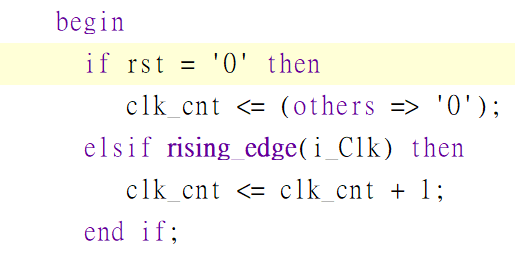 begin
if rst = '0' then
clk_cnt <= (others => '0');
elsif rising_edge(i_Clk) then
clk_cnt <= clk_cnt + 1;
end if;